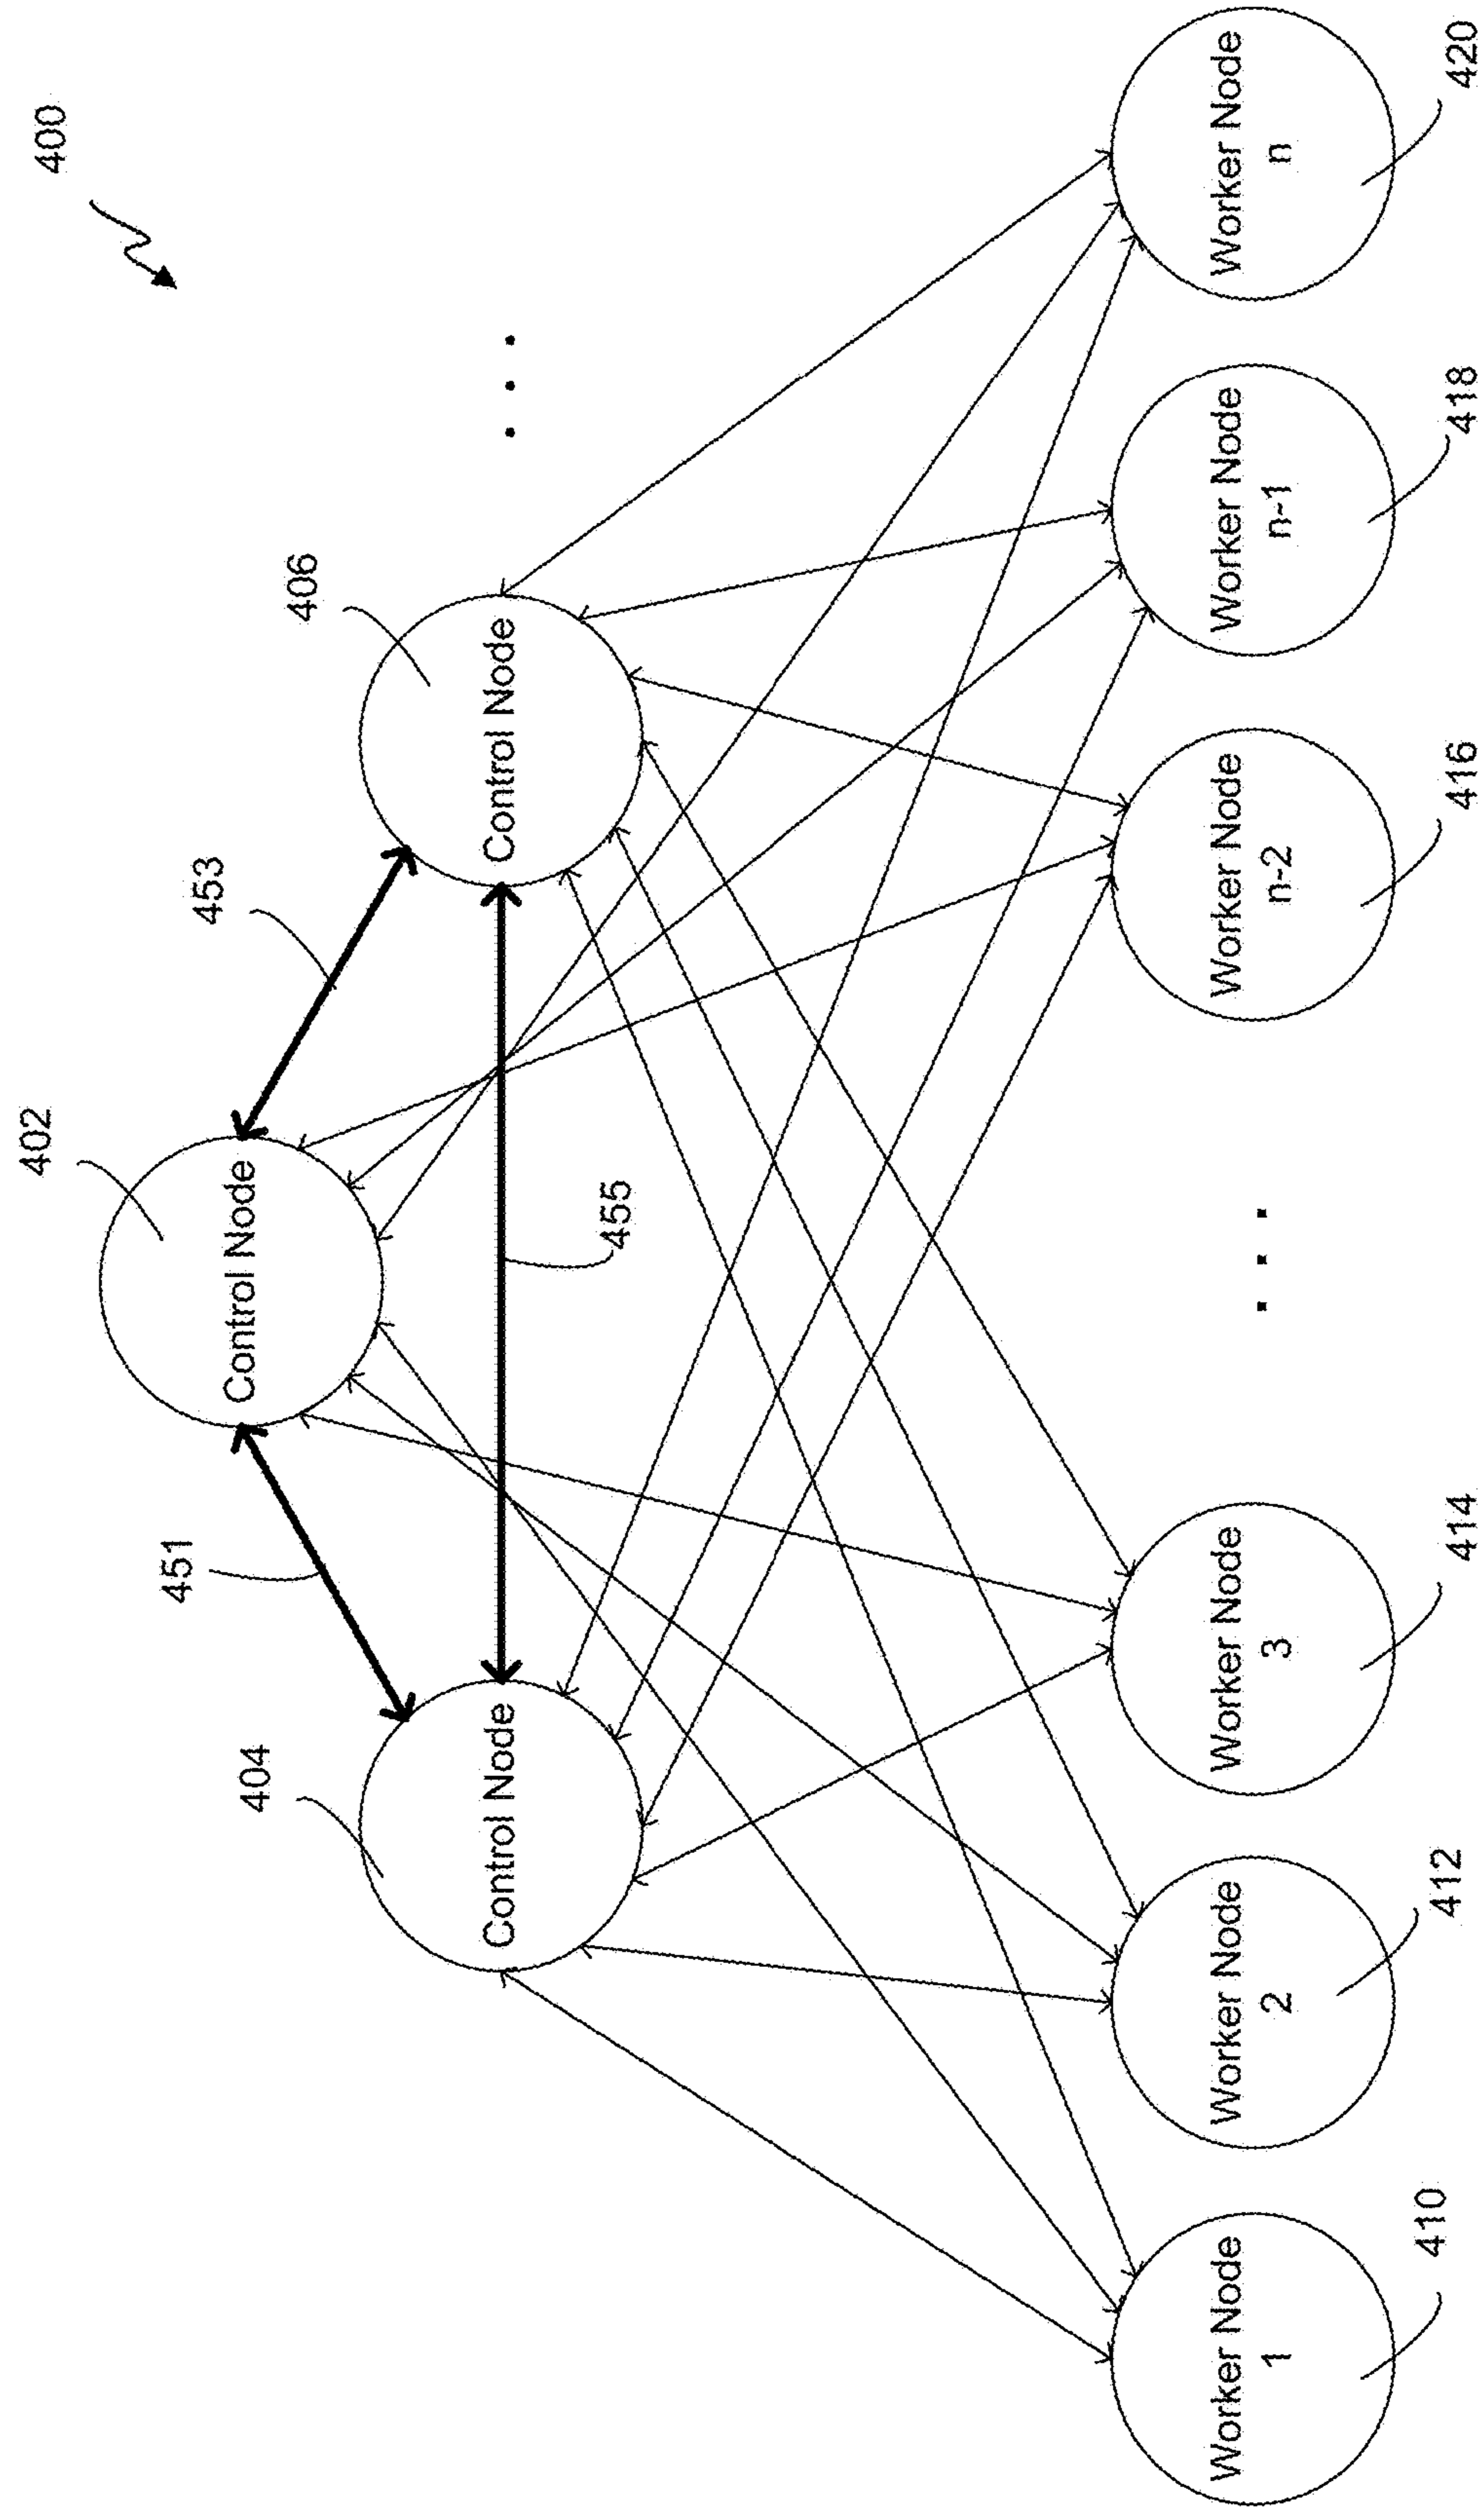 400
402
451
453
404
406
Control Node
Control Node
Control Node
455
. . .
Worker Node
1
Worker Node
2
Worker Node
3
. . .
Worker Node
n-2
Worker Node
n-1
Worker Node
n
410
412
414
416
418
420